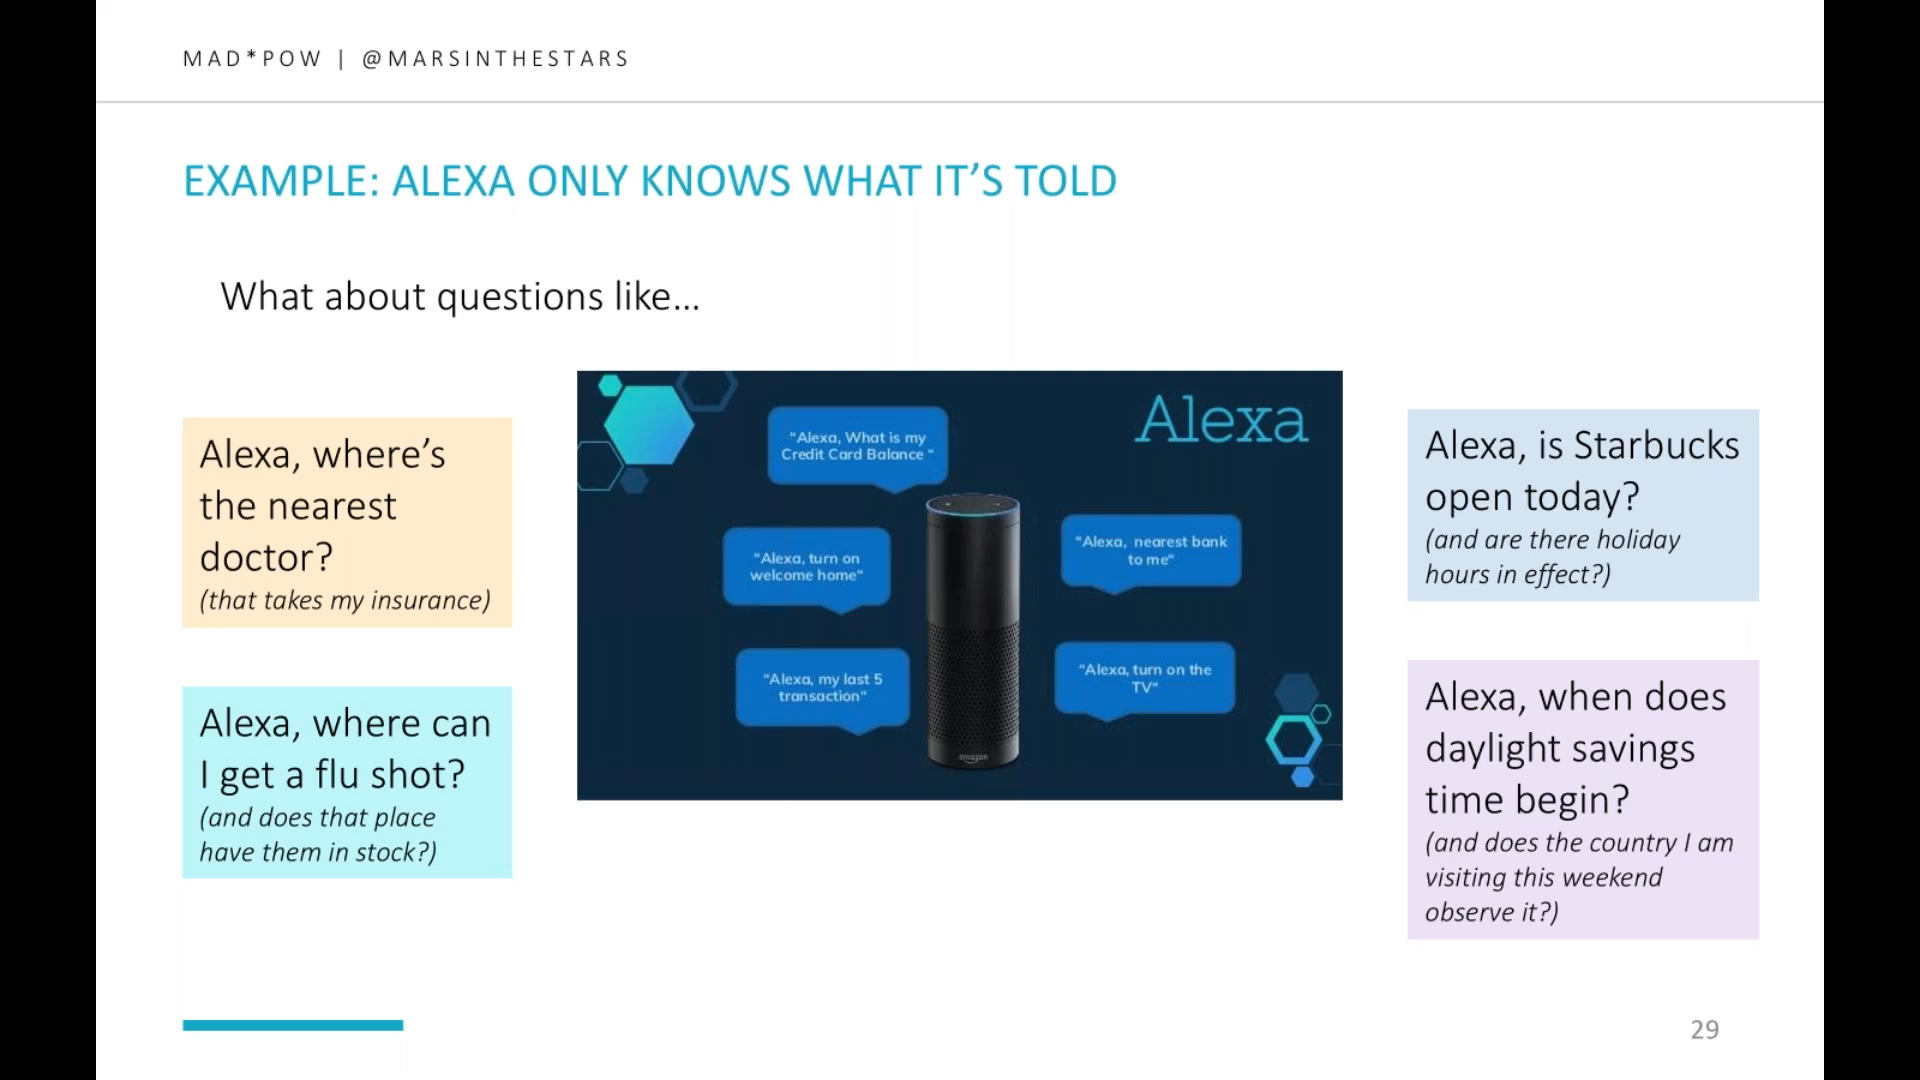 MAD*POW | @MARSINTHESTARS
EXAMPLE: ALEXA ONLY KNOWS WHAT IT’S TOLD
What about questions like...
Alexa, where’s
the nearest
doctor?
(that takes my insurance)
Alexa, where can
I get a flu shot?
(and does that place
have them in stock?)
Alexa
“Alexa, What is my
Credit Card Balance “
“Alexa, turn on
welcome home“
“Alexa, nearest bank
to me“
“Alexa, my last 5
transaction“
“Alexa, turn on the
TV“
amazon
Alexa, is Starbucks
open today?
(and are there holiday
hours in effect?)
Alexa, when does
daylight savings
time begin?
(and does the country I am
visiting this weekend
observe it?)
29